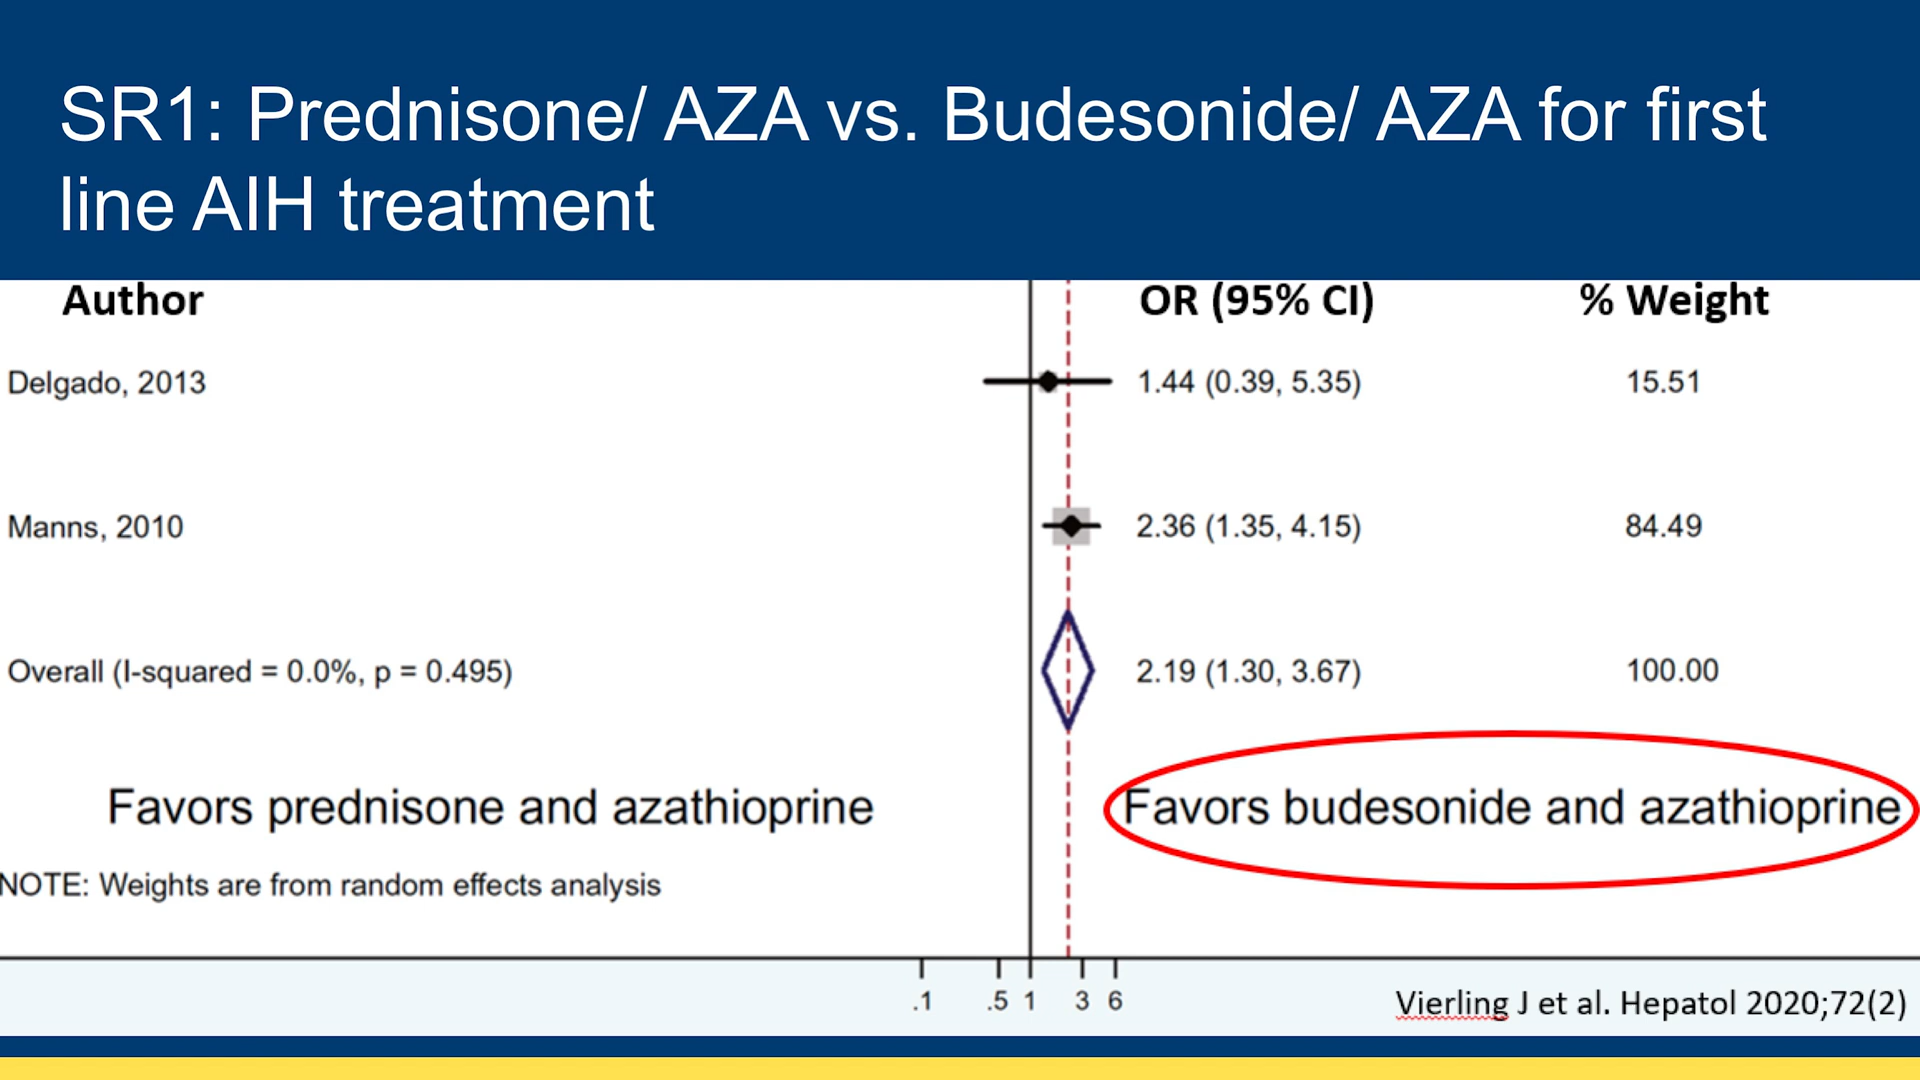 SR1: Prednisone/ AZA vs. Budesonide/ AZA for first
line AIH treatment
Author OR (95% CI) % Weight
Delgado, 2013 1.44 (0.39, 5.35) 15.51
Manns, 2010 2.36 (1.35, 4.15) 84.49
Overall (I-squared = 0.0%, p = 0.495) 2.19 (1.30, 3.67) 100.00
Favors prednisone and azathioprine Favors budesonide and azathioprine
NOTE: Weights are from random effects analysis
.1 .5 1 3 6
Vierling J et al. Hepatol 2020;72(2)